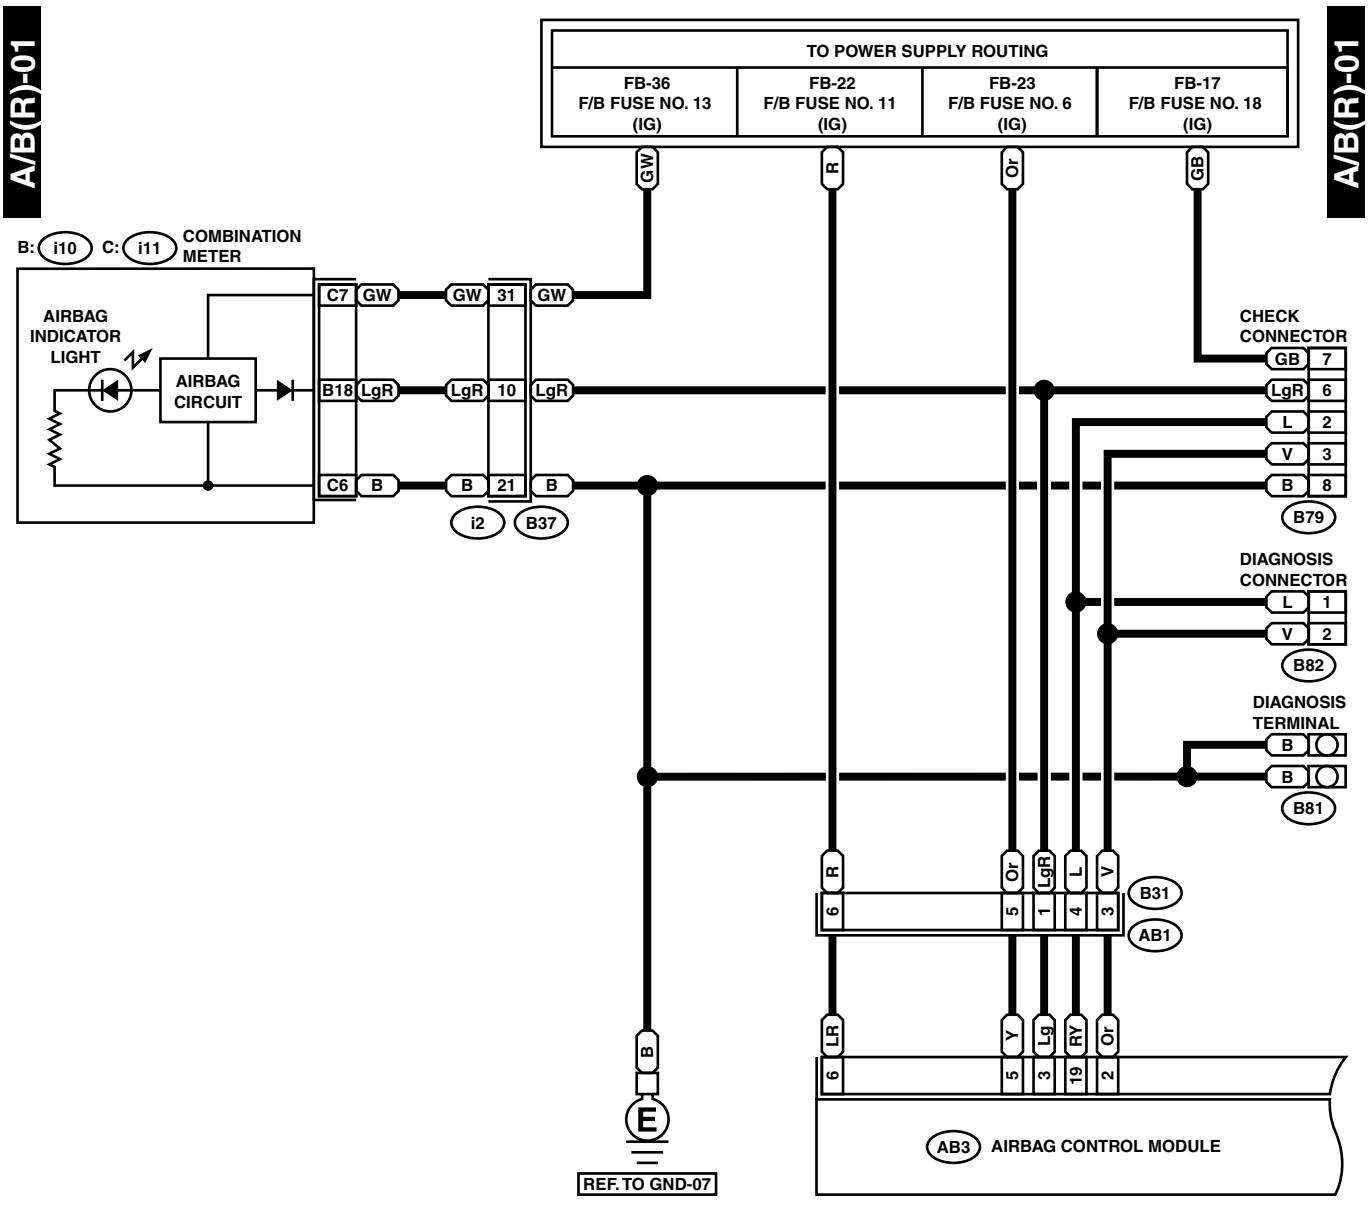 A/B(R)-01
A/B(R)-01
TO POWER SUPPLY ROUTING
FB-36
F/B FUSE NO. 13
(IG)
FB-22
F/B FUSE NO. 11
(IG)
FB-23
F/B FUSE NO. 6
(IG)
FB-17
F/B FUSE NO. 18
(IG)
GW
R
Or
GB
B: i10 C: i11 COMBINATION
METER
AIRBAG
INDICATOR
LIGHT
AIRBAG
CIRCUIT
C7 GW GW 31 GW
B18 LgR LgR 10 LgR
C6 B B 21 B
i2 B37
CHECK
CONNECTOR
GB 7
LgR 6
L 2
V 3
B 8
B79
DIAGNOSIS
CONNECTOR
L 1
V 2
B82
DIAGNOSIS
TERMINAL
B
B
B81
R Or LgR L V
B31
6 5 1 4 3
AB1
LR Y Lg RY Or
6 5 3 19 2
AB3 AIRBAG CONTROL MODULE
B
E
REF. TO GND-07